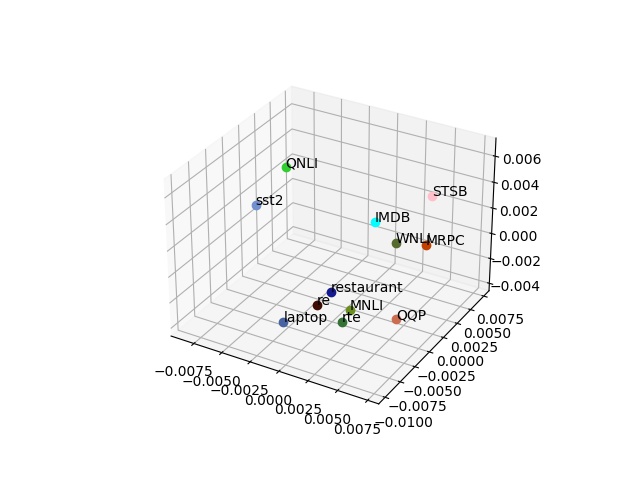 QNLI
STSB
sst2
IMDB
WNLI
MRPC
restaurant
re
MNLI
laptop
rte
QQP
0.006
0.004
0.002
0.000
−0.002
−0.004
0.0075
0.0050
0.0025
0.0000
−0.0025
−0.0050
−0.0075
−0.0100
−0.0075
−0.0050
−0.0025
0.0000
0.0025
0.0050
0.0075